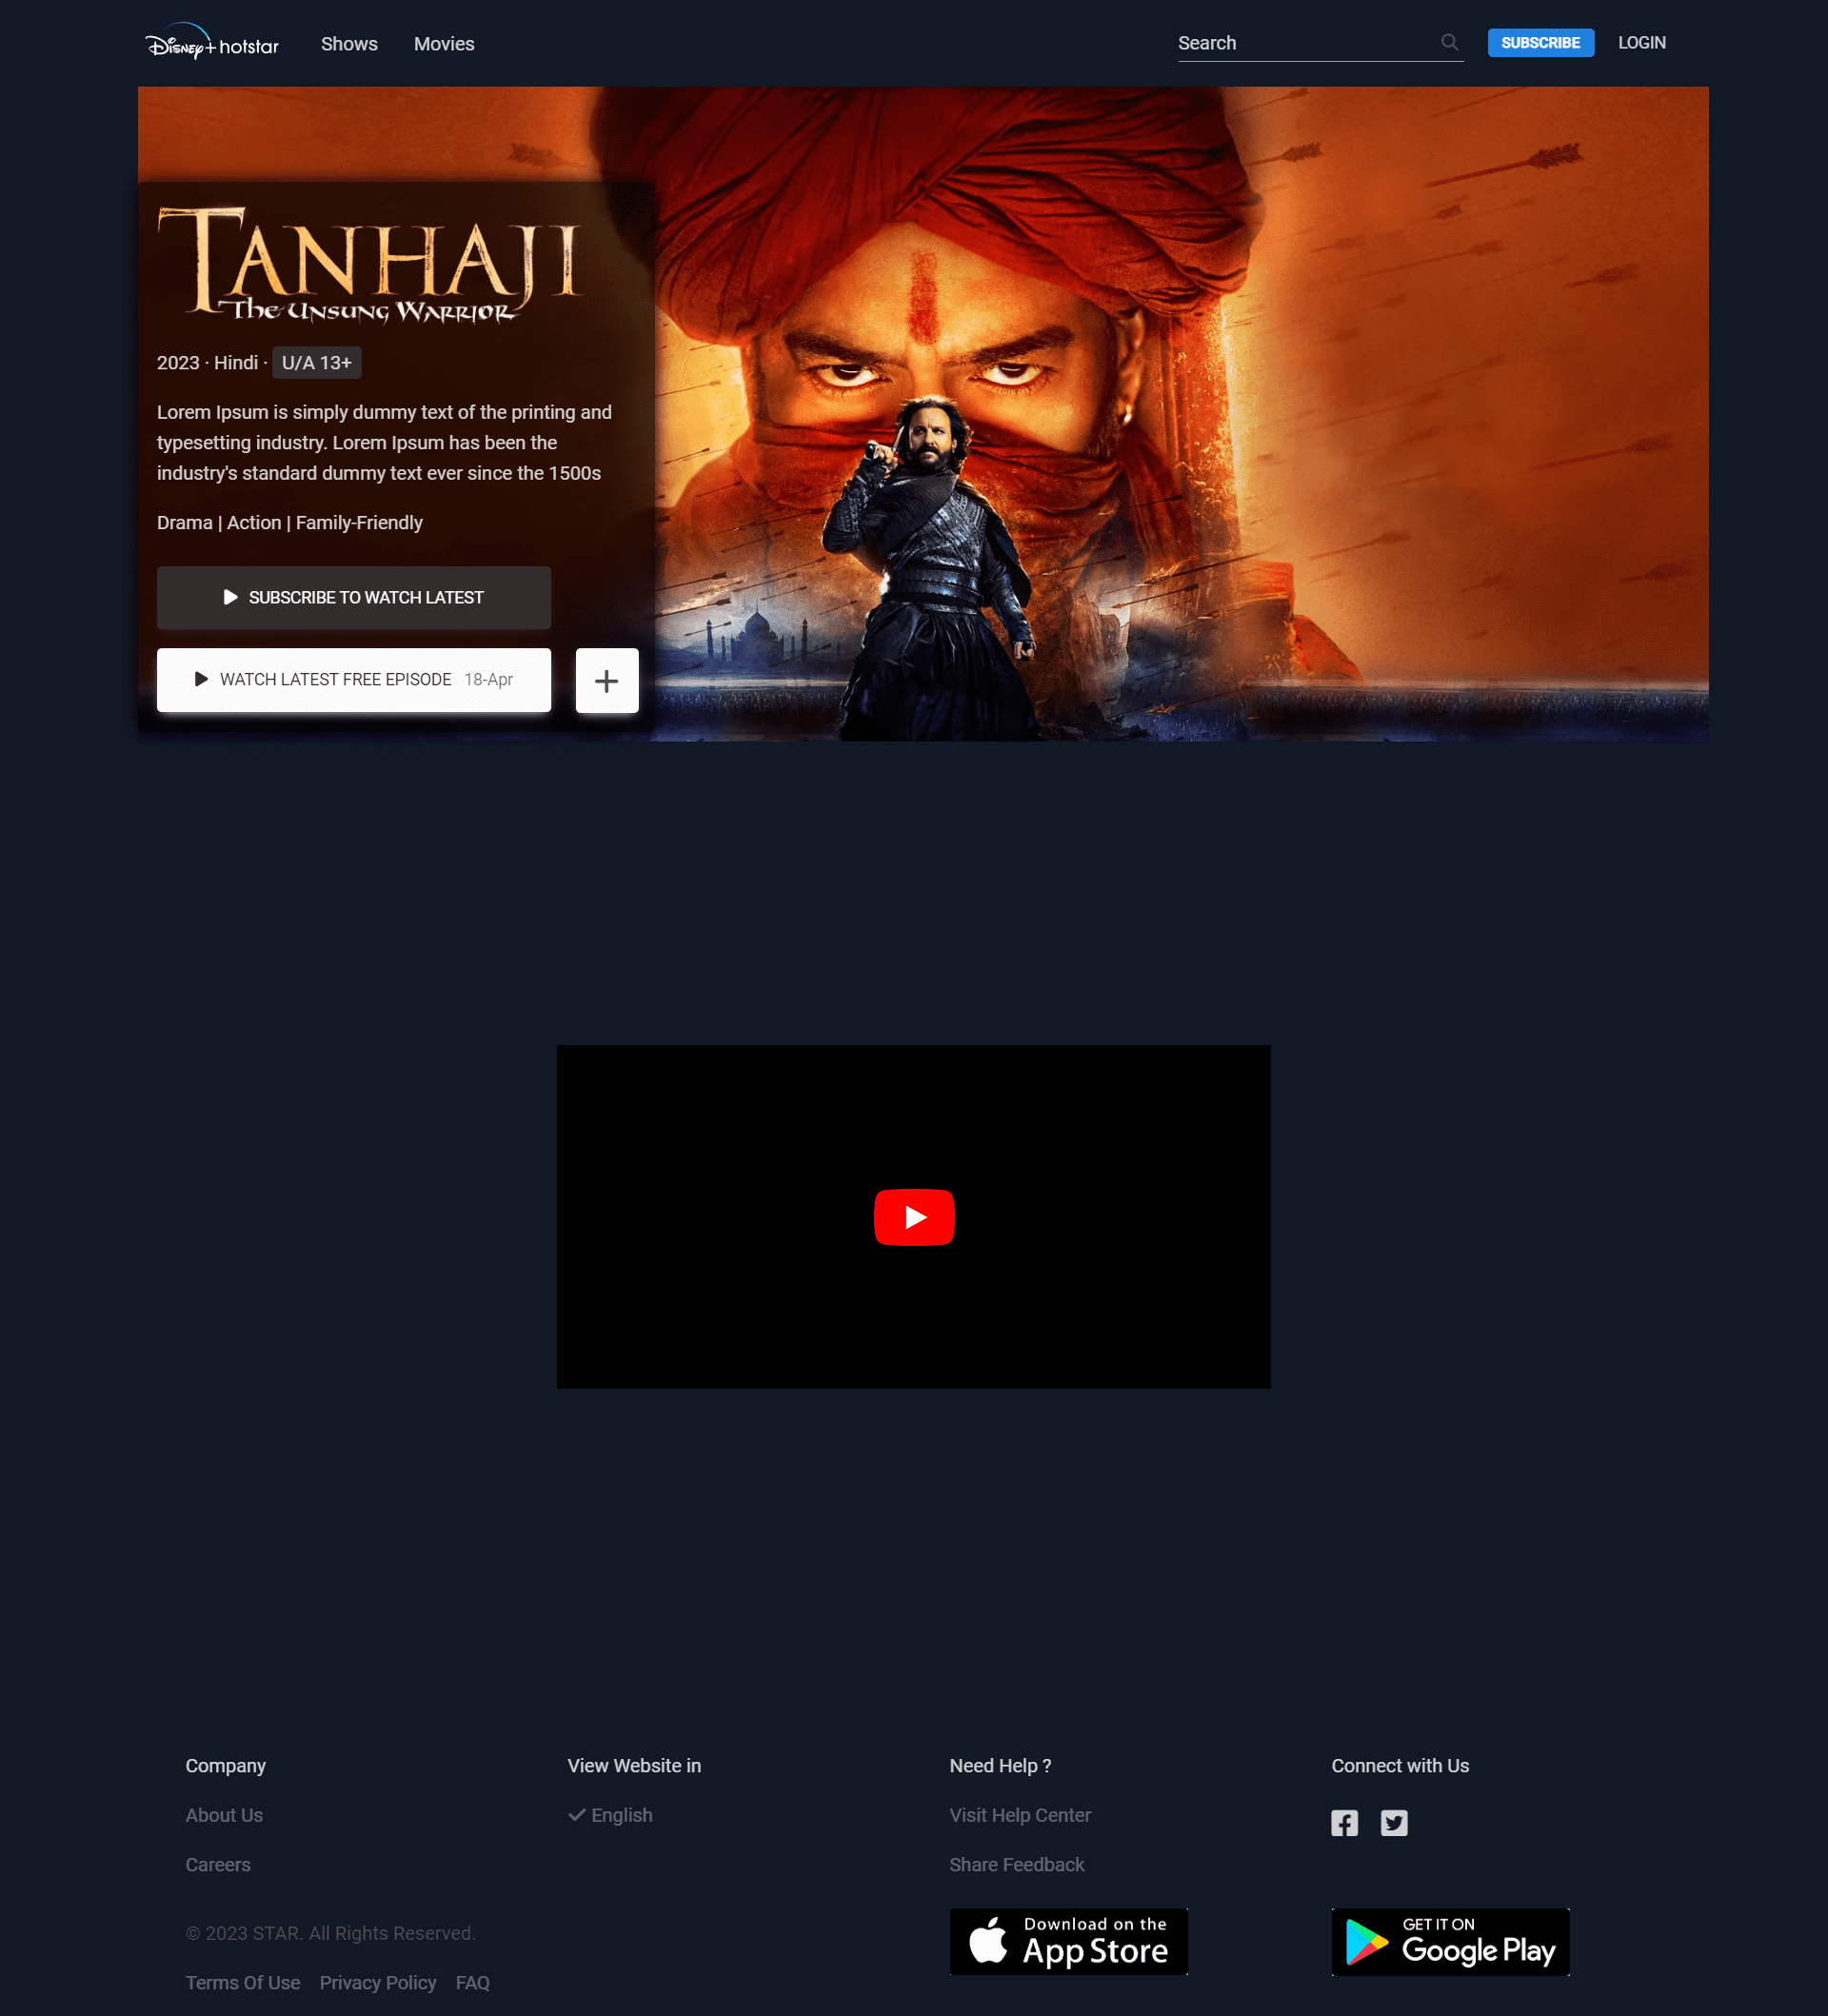 Disney+ hotstar
Shows
Movies
Search
SUBSCRIBE
LOGIN
TANHAJI
The Unsung Warrior
2023 · Hindi · U/A 13+
Lorem Ipsum is simply dummy text of the printing and
typesetting industry. Lorem Ipsum has been the
industry's standard dummy text ever since the 1500s
Drama | Action | Family-Friendly
SUBSCRIBE TO WATCH LATEST
WATCH LATEST FREE EPISODE 18-Apr
Company
About Us
Careers
View Website in
English
Need Help ?
Visit Help Center
Share Feedback
Connect with Us
© 2023 STAR. All Rights Reserved.
Terms Of Use Privacy Policy FAQ
Download on the
App Store
GET IT ON
Google Play